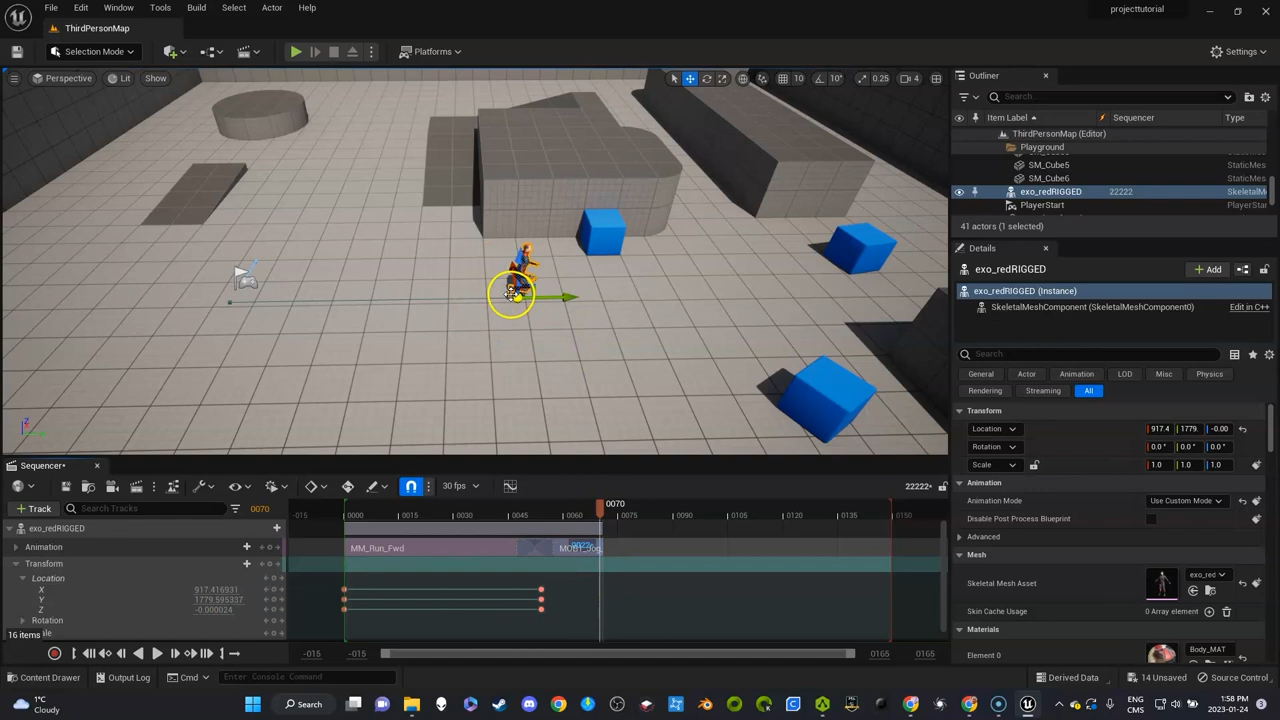 File Edit Window Tools Build Select Actor Help
projecttutorial
ThirdPersonMap
Selection Mode
Platforms
Settings
Perspective Lit Show
10 10° 0.25 4
Outliner
Search...
Item Label Sequencer Type
ThirdPersonMap (Editor)
Playground
SM_Cube5 StaticMes
SM_Cube6 StaticMes
exo_redRIGGED 22222 SkeletalMe
PlayerStart PlayerStart
41 actors (1 selected)
Details
exo_redRIGGED
Add
exo_redRIGGED (Instance)
SkeletalMeshComponent (SkeletalMeshComponent0) Edit in C++
Search
General Actor Animation LOD Misc Physics
Rendering Streaming All
Transform
Location 917.4 1779. -0.00
Rotation 0.0° 0.0° 0.0°
Scale 1.0 1.0 1.0
Animation
Animation Mode Use Custom Mode
Disable Post Process Blueprint
Advanced
Mesh
Skeletal Mesh Asset exo_red
Skin Cache Usage 0 Array element
Materials
Element 0 Body_MAT
Sequencer*
30 fps
22222*
Track
Search Tracks
0070
-015 0000 0015 0030 0045 0060 0075 0090 0105 0120 0135 0150
0070
exo_redRIGGED
Animation
MM_Run_Fwd
Transform
Location
X 917.416931
Y 1779.595337
Z -0.000024
Rotation
16 items
-015 -015 0165 0165
Content Drawer Output Log Cmd Enter Console Command
Derived Data 14 Unsaved Source Control
1°C
Cloudy
Search
ENG
CMS
1:58 PM
2023-01-24